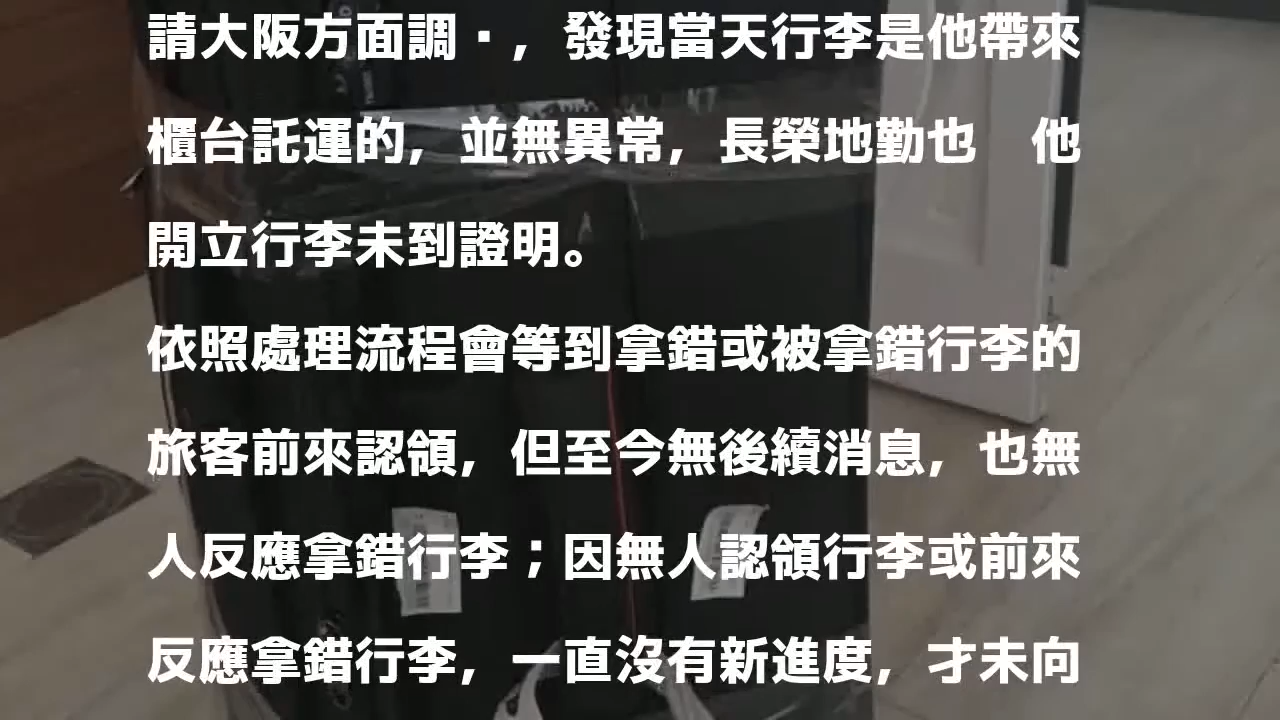 請大阪方面調▪，發現當天行李是他帶來
櫃台託運的，並無異常，長榮地勤也　他
開立行李未到證明。
依照處理流程會等到拿錯或被拿錯行李的
旅客前來認領，但至今無後續消息，也無
人反應拿錯行李；因無人認領行李或前來
反應拿錯行李，一直沒有新進度，才未向